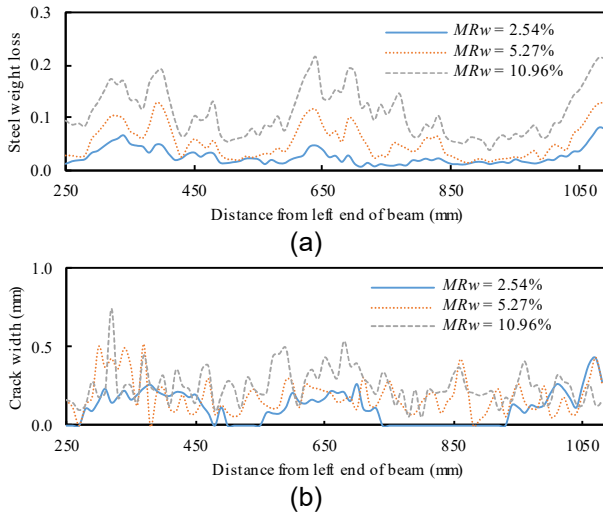 0.3
0.2
0.1
0.0
Steel weight loss
MRw = 2.54%
MRw = 5.27%
MRw = 10.96%
250 450 650 850 1050
Distance from left end of beam (mm)
(a)
1.0
0.5
0.0
Crack width (mm)
MRw = 2.54%
MRw = 5.27%
MRw = 10.96%
250 450 650 850 1050
Distance from left end of beam (mm)
(b)